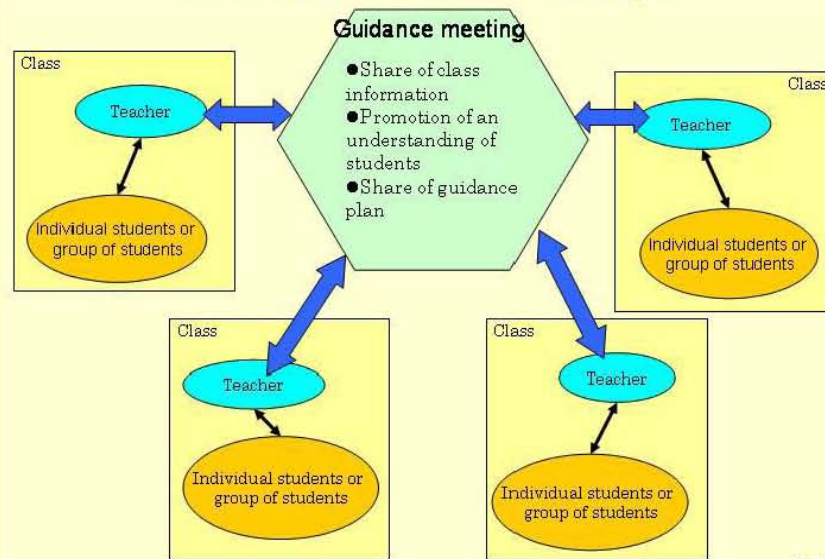 Guidance meeting
●Share of class
information
●Promotion of an
understanding of
students
●Share of guidance
plan
Class
Teacher
Individual students or
group of students
Class
Teacher
Individual students or
group of students
Class
Teacher
Individual students or
group of students
Class
Teacher
Individual students or
group of students